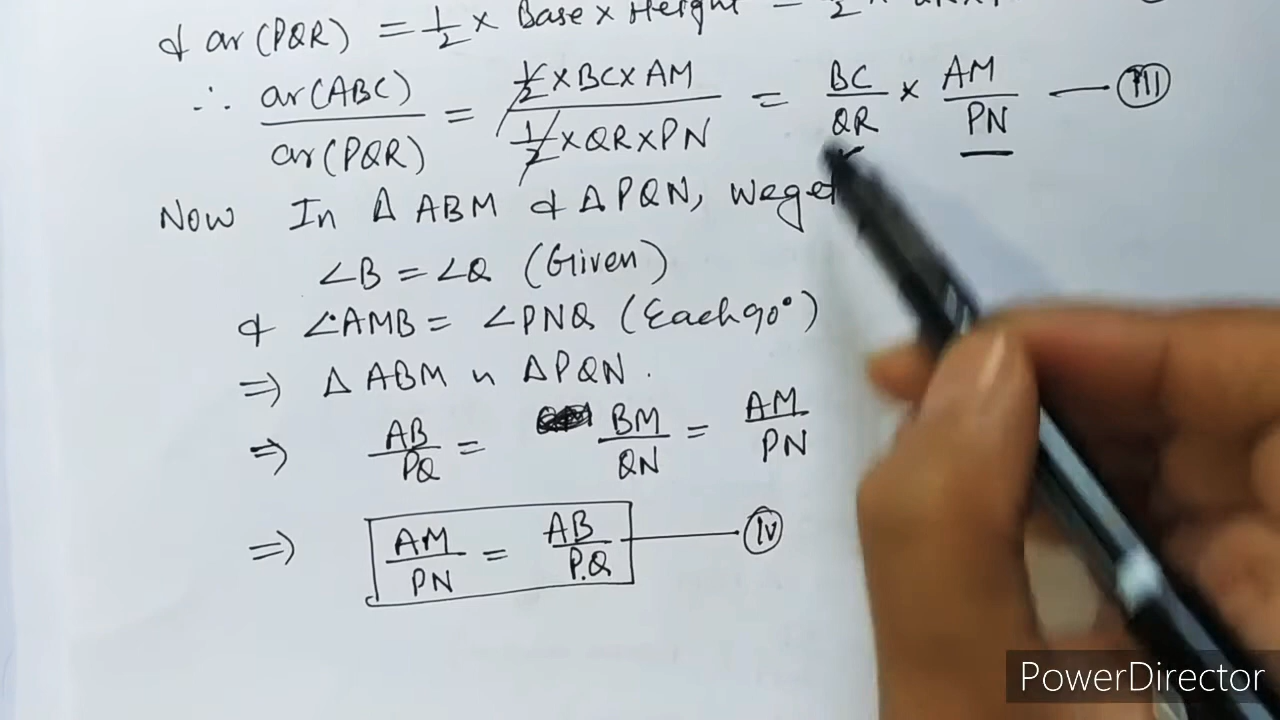 & ar(PQR) = 1/2 × Base × Height =
∴ ar(ABC)/ar(PQR) = 1/2 × BC × AM / 1/2 × QR × PN = BC/QR × AM/PN — III
Now In Δ ABM & Δ PQN, we get
∠B = ∠Q (Given)
& ∠AMB = ∠PNQ (Each 90°)
⇒ Δ ABM ~ Δ PQN.
⇒ AB/PQ = BM/QN = AM/PN
⇒ AM/PN = AB/P.Q — IV
PowerDirector